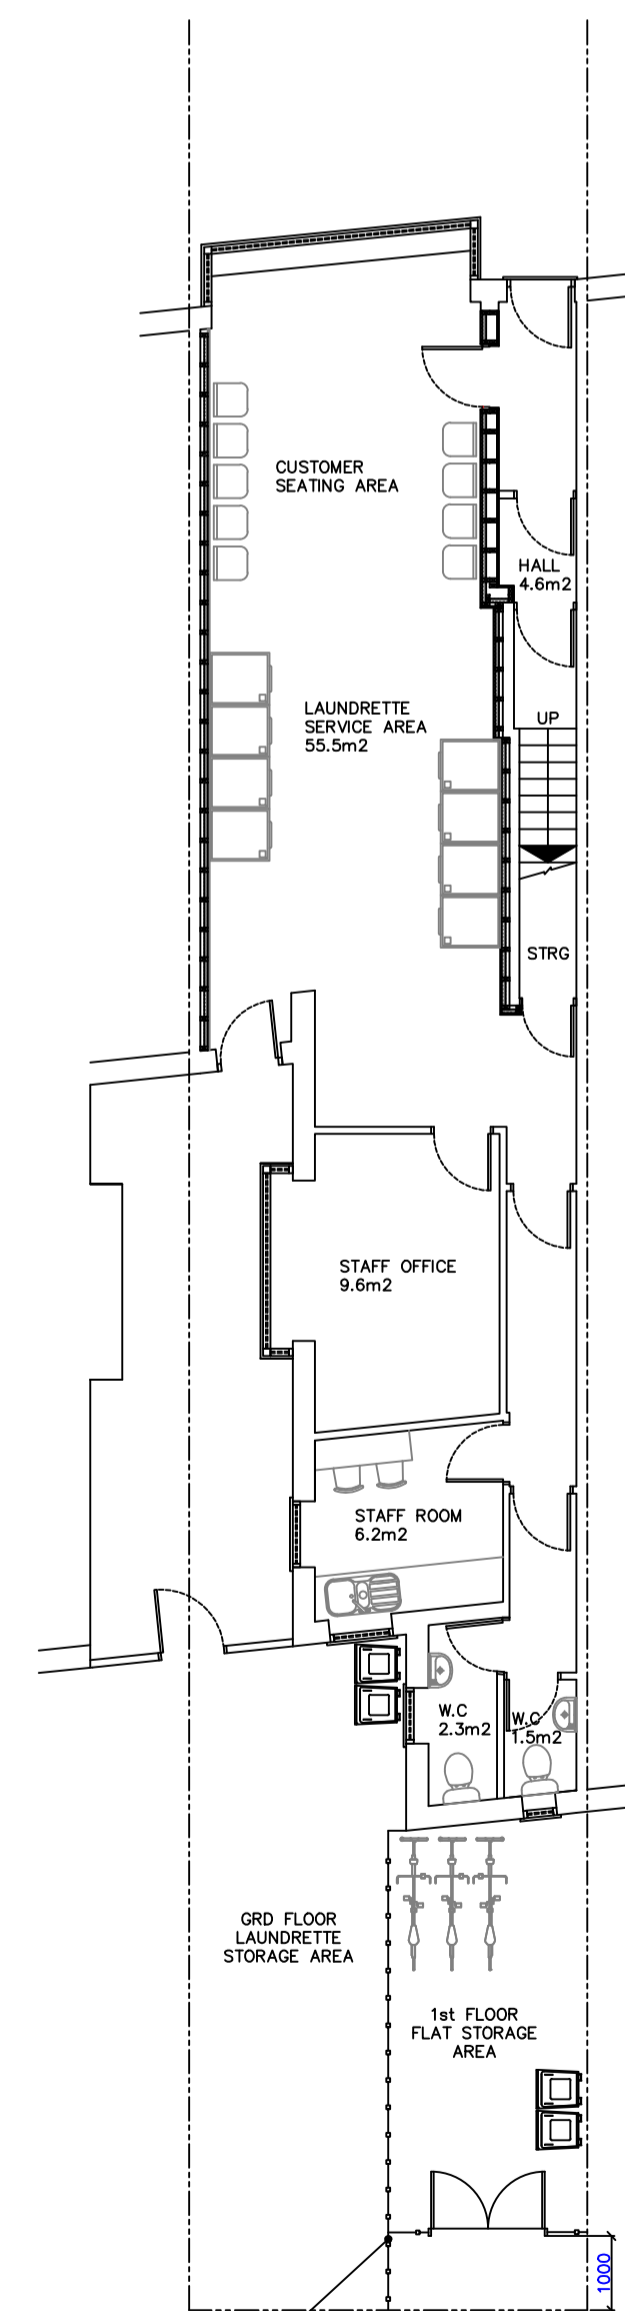 CUSTOMER
SEATING AREA
HALL
4.6m2
LAUNDRETTE
SERVICE AREA
55.5m2
UP
STRG
STAFF OFFICE
9.6m2
STAFF ROOM
6.2m2
W.C
2.3m2
W.C
1.5m2
GRD FLOOR
LAUNDRETTE
STORAGE AREA
1st FLOOR
FLAT STORAGE
AREA
1000